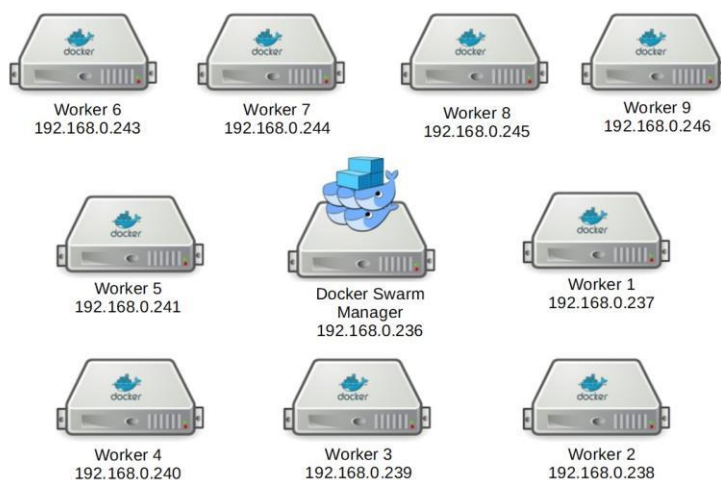 docker
docker
docker
docker
Worker 6
192.168.0.243
Worker 7
192.168.0.244
Worker 8
192.168.0.245
Worker 9
192.168.0.246
docker
docker
Worker 5
192.168.0.241
Docker Swarm
Manager
192.168.0.236
Worker 1
192.168.0.237
docker
docker
docker
Worker 4
192.168.0.240
Worker 3
192.168.0.239
Worker 2
192.168.0.238